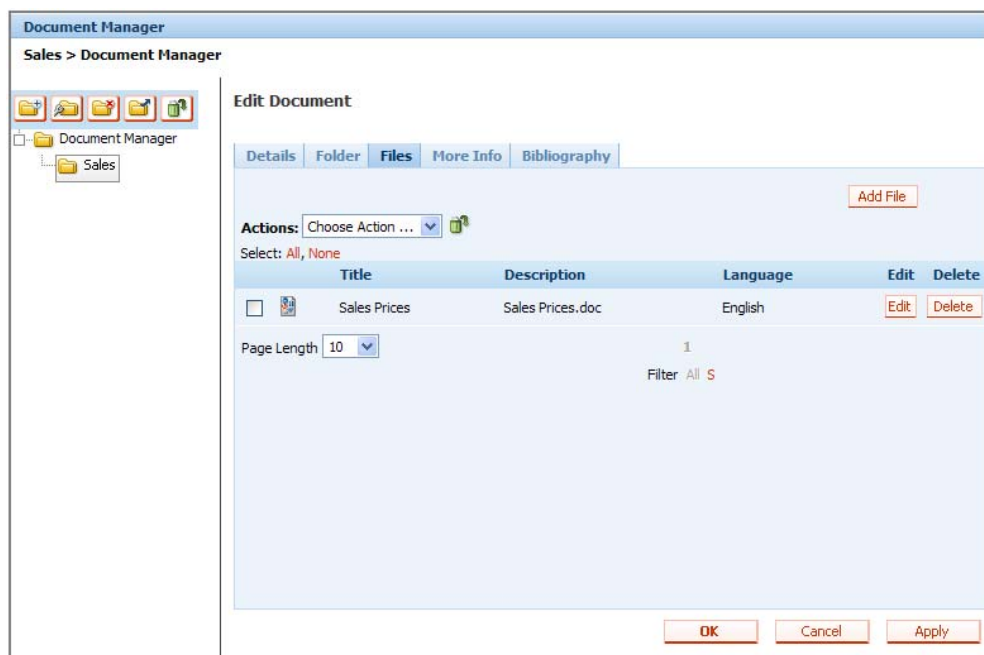 Document Manager
Sales > Document Manager
Edit Document
Document Manager
Sales
Details Folder Files More Info Bibliography
Add File
Actions: Choose Action ...
Select: All, None
Title Description Language Edit Delete
Sales Prices Sales Prices.doc English Edit Delete
Page Length 10 1
Filter All S
OK Cancel Apply